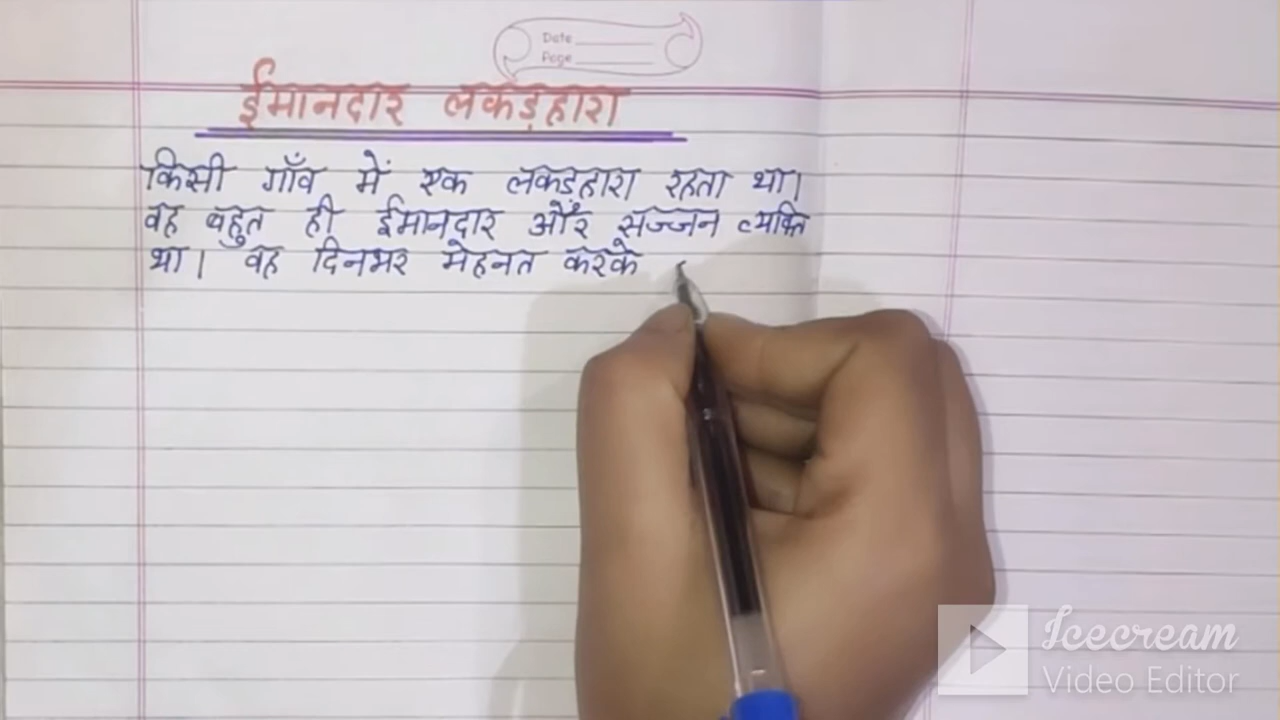 Date
Page
ईमानदार लकड़हारा
किसी गाँव में एक लकड़हारा रहता था।
वह बहुत ही ईमानदार और सज्जन व्यक्ति
था। वह दिनभर मेहनत करके
Icecream
Video Editor